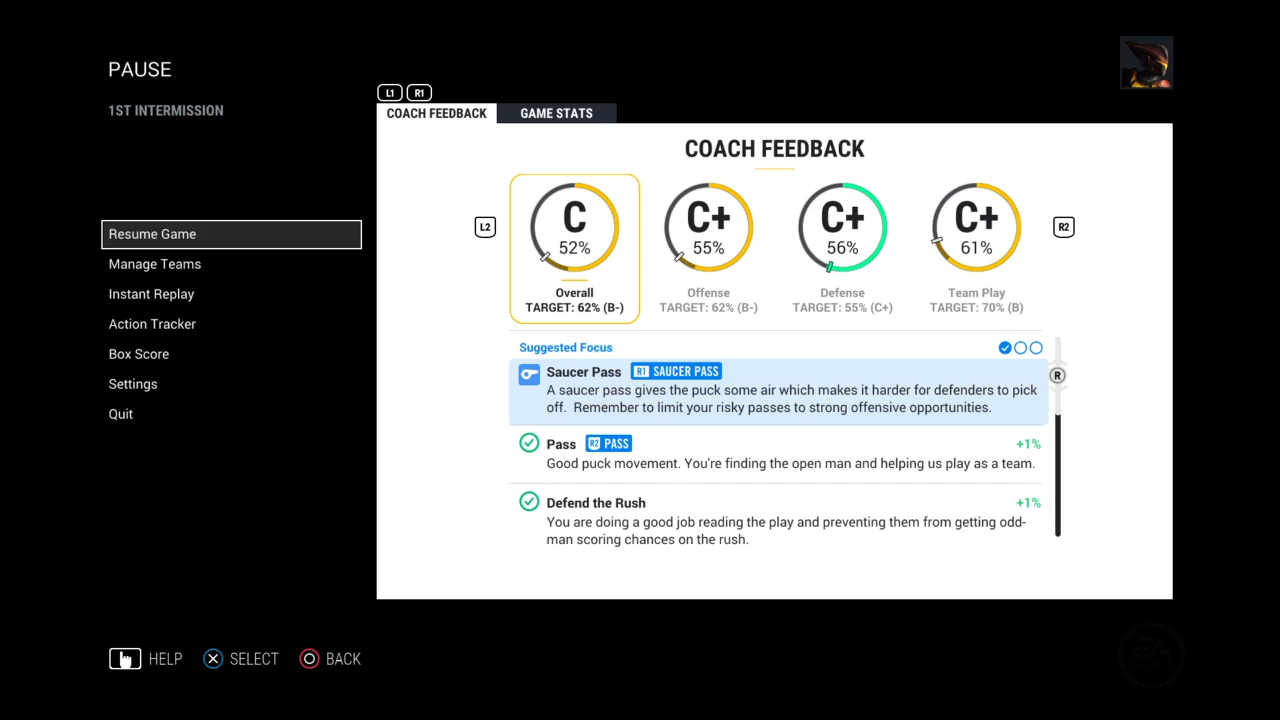 PAUSE
1ST INTERMISSION
L1 R1
COACH FEEDBACK GAME STATS
COACH FEEDBACK
L2
C
52%
Overall
TARGET: 62% (B-)
C+
55%
Offense
TARGET: 62% (B-)
C+
56%
Defense
TARGET: 55% (C+)
C+
61%
Team Play
TARGET: 70% (B)
R2
Resume Game
Manage Teams
Instant Replay
Action Tracker
Box Score
Settings
Quit
Suggested Focus
Saucer Pass R1 SAUCER PASS
A saucer pass gives the puck some air which makes it harder for defenders to pick
off. Remember to limit your risky passes to strong offensive opportunities.
R
Pass R2 PASS +1%
Good puck movement. You're finding the open man and helping us play as a team.
Defend the Rush +1%
You are doing a good job reading the play and preventing them from getting odd-
man scoring chances on the rush.
HELP SELECT BACK
EA
SPORTS